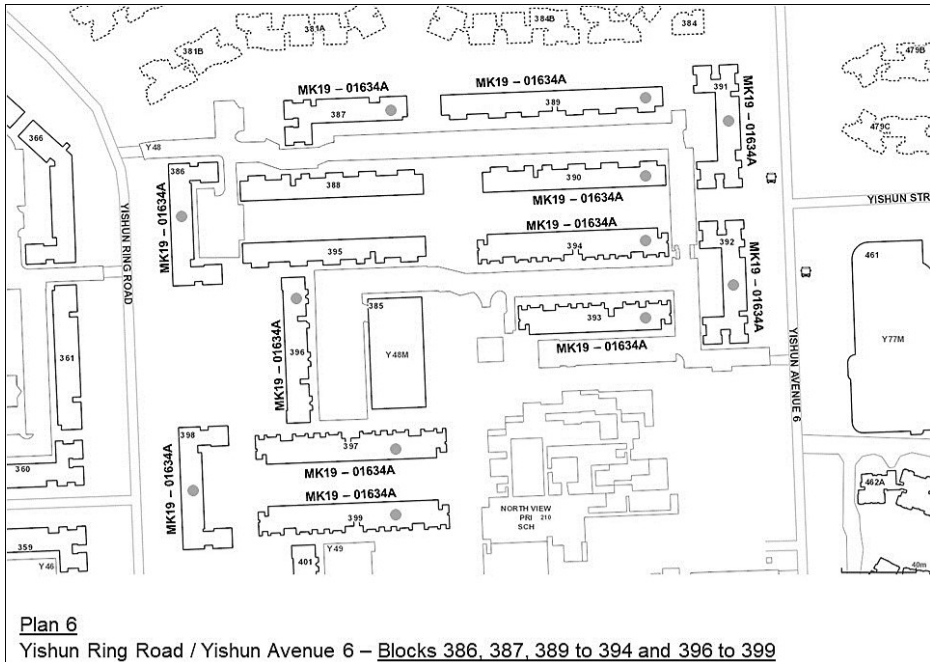 384B
384
381A
381B
479B
MK19 – 01634A
MK19 – 01634A
391
MK19 – 01634A
387
389
479C
366
Y48
386
MK19 – 01634A
388
390
MK19 – 01634A
YISHUN STR
MK19 – 01634A
YISHUN RING ROAD
394
392
MK19 – 01634A
395
461
385
393
396
MK19 – 01634A
Y48M
MK19 – 01634A
Y77M
361
YISHUN AVENUE 6
398
MK19 – 01634A
397
MK19 – 01634A
360
462A
MK19 – 01634A
399
NORTH VIEW
PRI 210
SCH
359
Y46
401
Y49
40m
Plan 6
Yishun Ring Road / Yishun Avenue 6 – Blocks 386, 387, 389 to 394 and 396 to 399